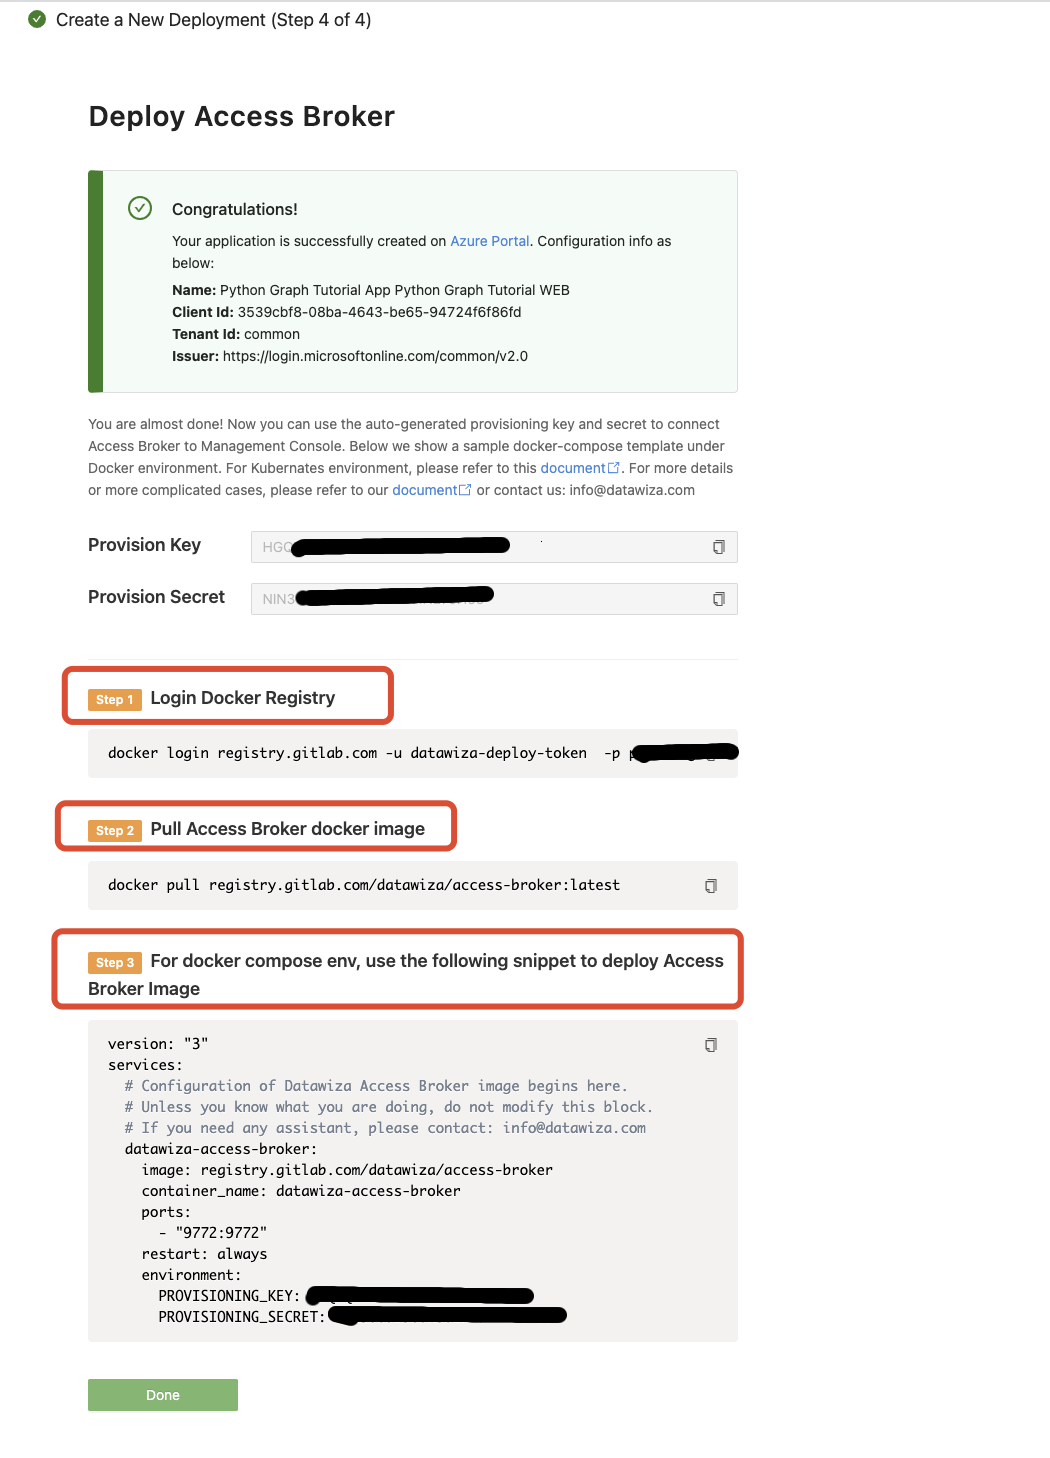 Create a New Deployment (Step 4 of 4)
Deploy Access Broker
Congratulations!
Your application is successfully created on Azure Portal. Configuration info as
below:
Name: Python Graph Tutorial App Python Graph Tutorial WEB
Client Id: 3539cbf8-08ba-4643-be65-94724f6f86fd
Tenant Id: common
Issuer: https://login.microsoftonline.com/common/v2.0
You are almost done! Now you can use the auto-generated provisioning key and secret to connect
Access Broker to Management Console. Below we show a sample docker-compose template under
Docker environment. For Kubernates environment, please refer to this document. For more details
or more complicated cases, please refer to our document or contact us: info@datawiza.com
Provision Key
Provision Secret NIN3
Step 1 Login Docker Registry
docker login registry.gitlab.com -u datawiza-deploy-token -p
Step 2 Pull Access Broker docker image
docker pull registry.gitlab.com/datawiza/access-broker:latest
Step 3 For docker compose env, use the following snippet to deploy Access
Broker Image
version: "3"
services:
# Configuration of Datawiza Access Broker image begins here.
# Unless you know what you are doing, do not modify this block.
# If you need any assistant, please contact: info@datawiza.com
datawiza-access-broker:
image: registry.gitlab.com/datawiza/access-broker
container_name: datawiza-access-broker
ports:
- "9772:9772"
restart: always
environment:
PROVISIONING_KEY:
PROVISIONING_SECRET:
Done